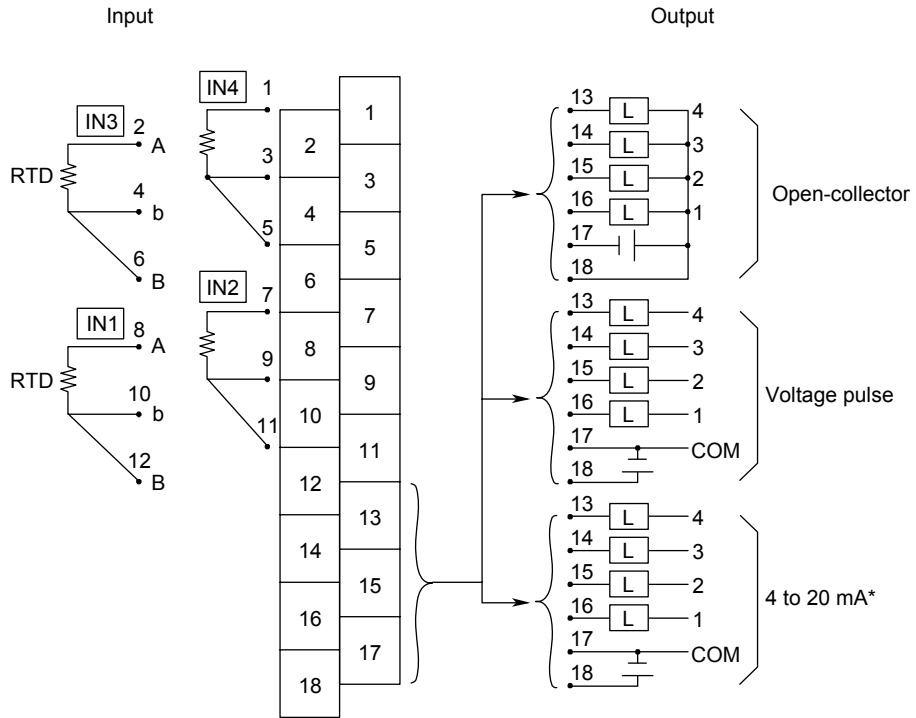 Input
Output
IN4
1
3
5
IN3
2
A
RTD
4
b
6
B
IN2
7
9
11
IN1
8
A
RTD
10
b
12
B
1
2
3
4
5
6
7
8
9
10
11
12
13
14
15
16
17
18
13 L 4
14 L 3
15 L 2
16 L 1
17
18
Open-collector
13 L 4
14 L 3
15 L 2
16 L 1
17 COM
18
Voltage pulse
13 L 4
14 L 3
15 L 2
16 L 1
17 COM
18
4 to 20 mA*